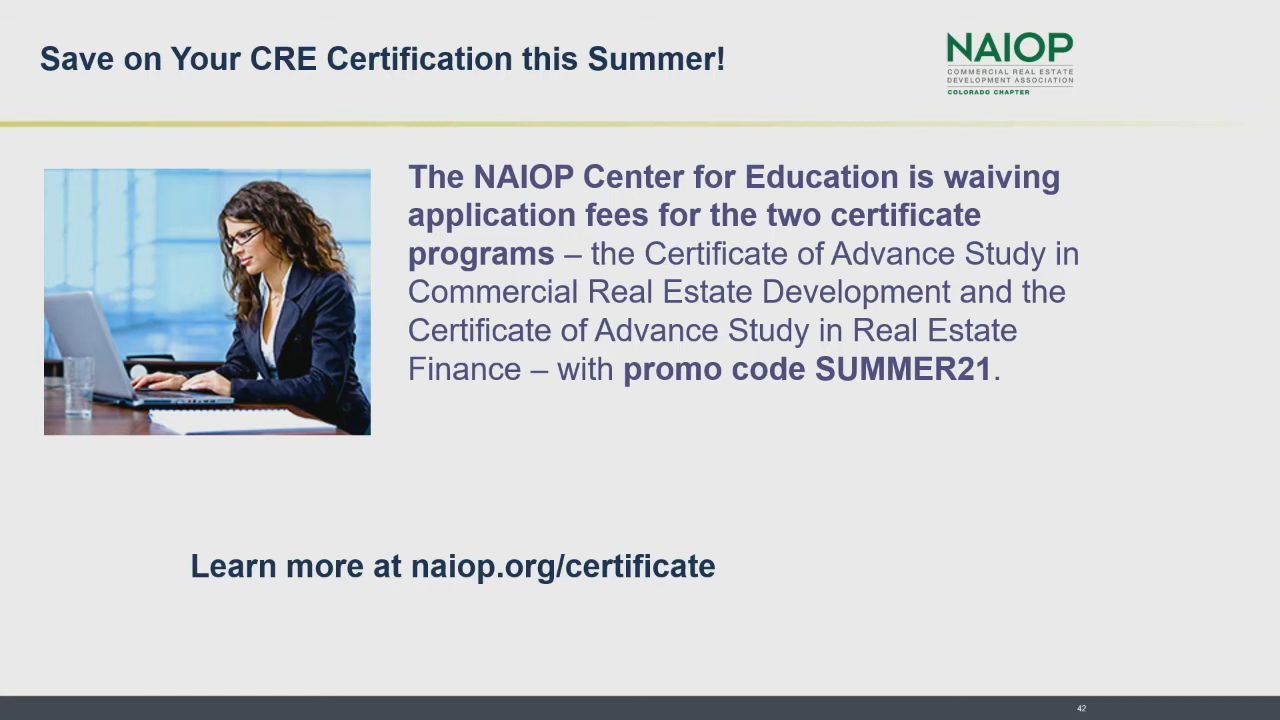 Save on Your CRE Certification this Summer!
NAIOP
COMMERCIAL REAL ESTATE
DEVELOPMENT ASSOCIATION
COLORADO CHAPTER
The NAIOP Center for Education is waiving
application fees for the two certificate
programs – the Certificate of Advance Study in
Commercial Real Estate Development and the
Certificate of Advance Study in Real Estate
Finance – with promo code SUMMER21.
Learn more at naiop.org/certificate
42